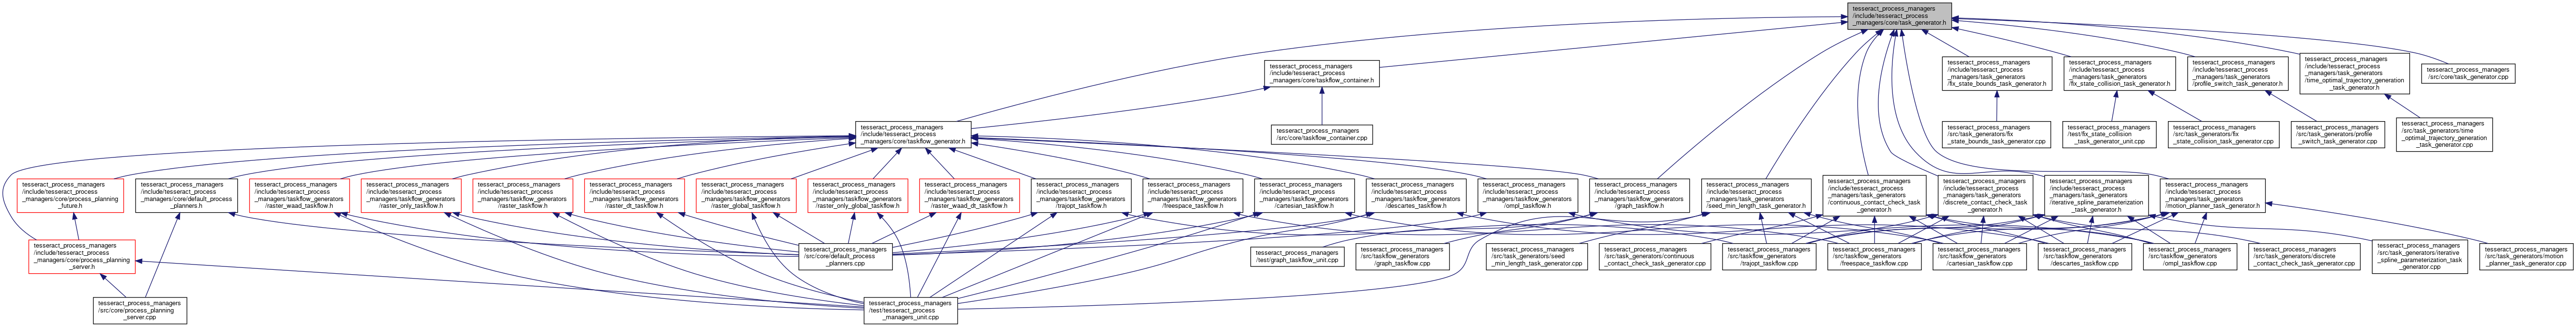 tesseract_process_managers
/include/tesseract_process
_managers/core/task_generator.h
tesseract_process_managers
/include/tesseract_process
_managers/core/taskflow_container.h
tesseract_process_managers
/include/tesseract_process
_managers/task_generators
/fix_state_bounds_task_generator.h
tesseract_process_managers
/include/tesseract_process
_managers/task_generators
/fix_state_collision_task_generator.h
tesseract_process_managers
/include/tesseract_process
_managers/task_generators
/profile_switch_task_generator.h
tesseract_process_managers
/include/tesseract_process
_managers/task_generators
/time_optimal_trajectory_generation
_task_generator.h
tesseract_process_managers
/src/core/task_generator.cpp
tesseract_process_managers
/include/tesseract_process
_managers/core/taskflow_generator.h
tesseract_process_managers
/src/core/taskflow_container.cpp
tesseract_process_managers
/src/task_generators/fix
_state_bounds_task_generator.cpp
tesseract_process_managers
/test/fix_state_collision
_task_generator_unit.cpp
tesseract_process_managers
/src/task_generators/fix
_state_collision_task_generator.cpp
tesseract_process_managers
/src/task_generators/profile
_switch_task_generator.cpp
tesseract_process_managers
/src/task_generators/time
_optimal_trajectory_generation
_task_generator.cpp
tesseract_process_managers
/include/tesseract_process
_managers/core/process_planning
_future.h
tesseract_process_managers
/include/tesseract_process
_managers/core/default_process
_planners.h
tesseract_process_managers
/include/tesseract_process
_managers/taskflow_generators
/raster_waad_taskflow.h
tesseract_process_managers
/include/tesseract_process
_managers/taskflow_generators
/raster_only_taskflow.h
tesseract_process_managers
/include/tesseract_process
_managers/taskflow_generators
/raster_taskflow.h
tesseract_process_managers
/include/tesseract_process
_managers/taskflow_generators
/raster_dt_taskflow.h
tesseract_process_managers
/include/tesseract_process
_managers/taskflow_generators
/raster_global_taskflow.h
tesseract_process_managers
/include/tesseract_process
_managers/taskflow_generators
/raster_only_global_taskflow.h
tesseract_process_managers
/include/tesseract_process
_managers/taskflow_generators
/raster_waad_dt_taskflow.h
tesseract_process_managers
/include/tesseract_process
_managers/taskflow_generators
/trajopt_taskflow.h
tesseract_process_managers
/include/tesseract_process
_managers/taskflow_generators
/freespace_taskflow.h
tesseract_process_managers
/include/tesseract_process
_managers/taskflow_generators
/cartesian_taskflow.h
tesseract_process_managers
/include/tesseract_process
_managers/taskflow_generators
/descartes_taskflow.h
tesseract_process_managers
/include/tesseract_process
_managers/taskflow_generators
/ompl_taskflow.h
tesseract_process_managers
/include/tesseract_process
_managers/taskflow_generators
/graph_taskflow.h
tesseract_process_managers
/include/tesseract_process
_managers/task_generators
/seed_min_length_task_generator.h
tesseract_process_managers
/include/tesseract_process
_managers/task_generators
/continuous_contact_check_task
_generator.h
tesseract_process_managers
/include/tesseract_process
_managers/task_generators
/discrete_contact_check_task
_generator.h
tesseract_process_managers
/include/tesseract_process
_managers/task_generators
/iterative_spline_parameterization
_task_generator.h
tesseract_process_managers
/include/tesseract_process
_managers/task_generators
/motion_planner_task_generator.h
tesseract_process_managers
/include/tesseract_process
_managers/core/process_planning
_server.h
tesseract_process_managers
/src/core/default_process
_planners.cpp
tesseract_process_managers
/test/graph_taskflow_unit.cpp
tesseract_process_managers
/src/taskflow_generators
/graph_taskflow.cpp
tesseract_process_managers
/src/task_generators/seed
_min_length_task_generator.cpp
tesseract_process_managers
/src/task_generators/continuous
_contact_check_task_generator.cpp
tesseract_process_managers
/src/taskflow_generators
/trajopt_taskflow.cpp
tesseract_process_managers
/src/taskflow_generators
/freespace_taskflow.cpp
tesseract_process_managers
/src/taskflow_generators
/cartesian_taskflow.cpp
tesseract_process_managers
/src/taskflow_generators
/descartes_taskflow.cpp
tesseract_process_managers
/src/taskflow_generators
/ompl_taskflow.cpp
tesseract_process_managers
/src/task_generators/discrete
_contact_check_task_generator.cpp
tesseract_process_managers
/src/task_generators/iterative
_spline_parameterization_task
_generator.cpp
tesseract_process_managers
/src/task_generators/motion
_planner_task_generator.cpp
tesseract_process_managers
/src/core/process_planning
_server.cpp
tesseract_process_managers
/test/tesseract_process
_managers_unit.cpp